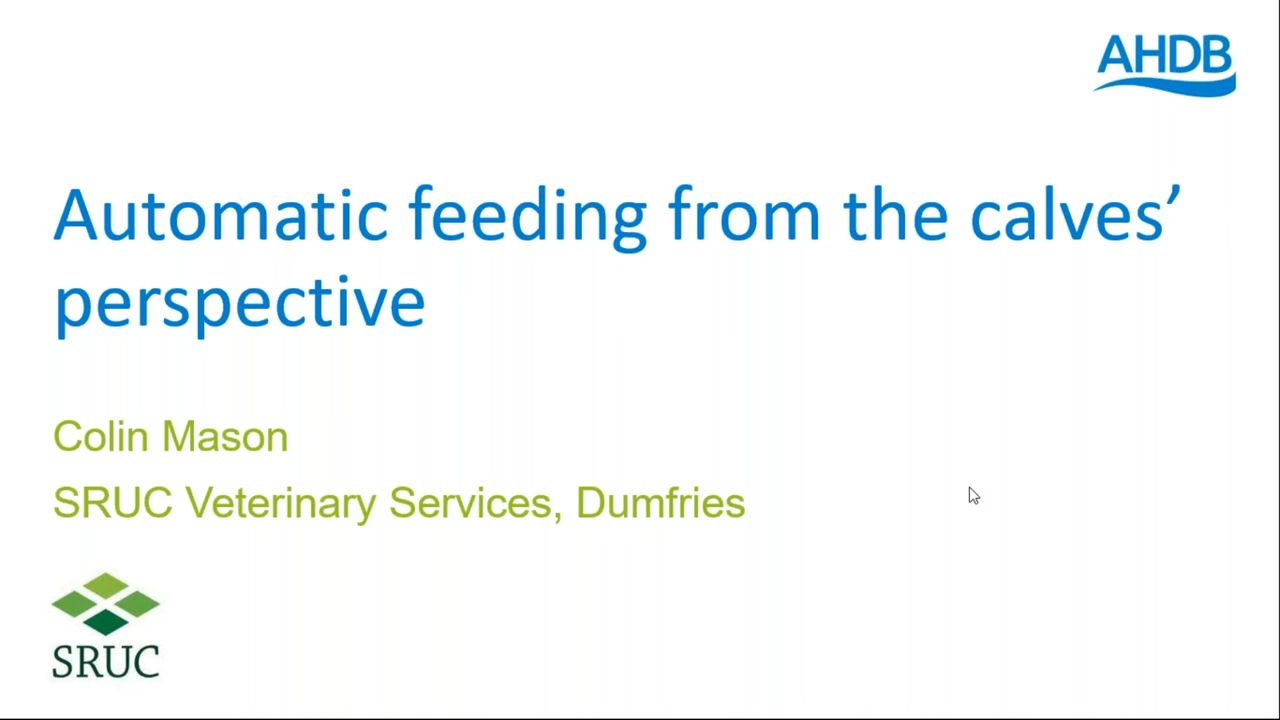 AHDB
Automatic feeding from the calves’
perspective
Colin Mason
SRUC Veterinary Services, Dumfries
SRUC